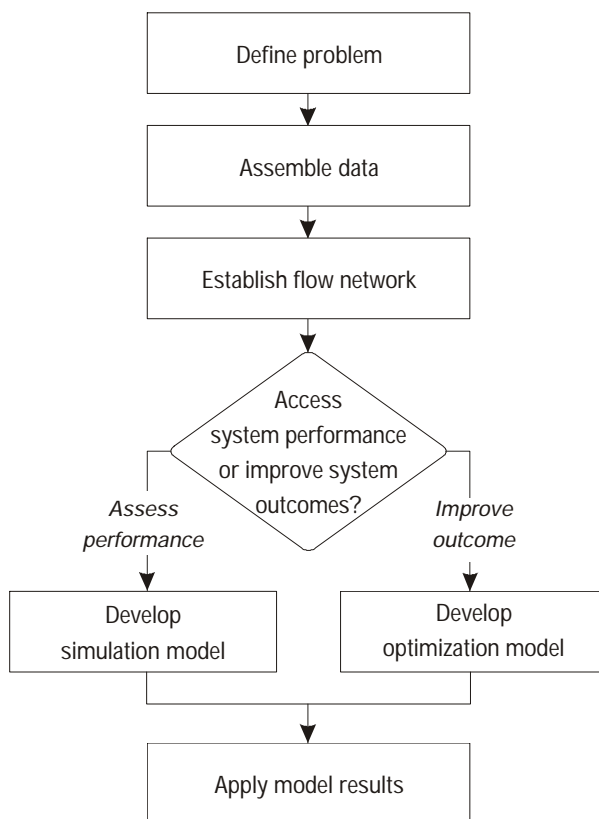 Define problem
Assemble data
Establish flow network
Access
system performance
or improve system
outcomes?
Assess
performance
Improve
outcome
Develop
simulation model
Develop
optimization model
Apply model results